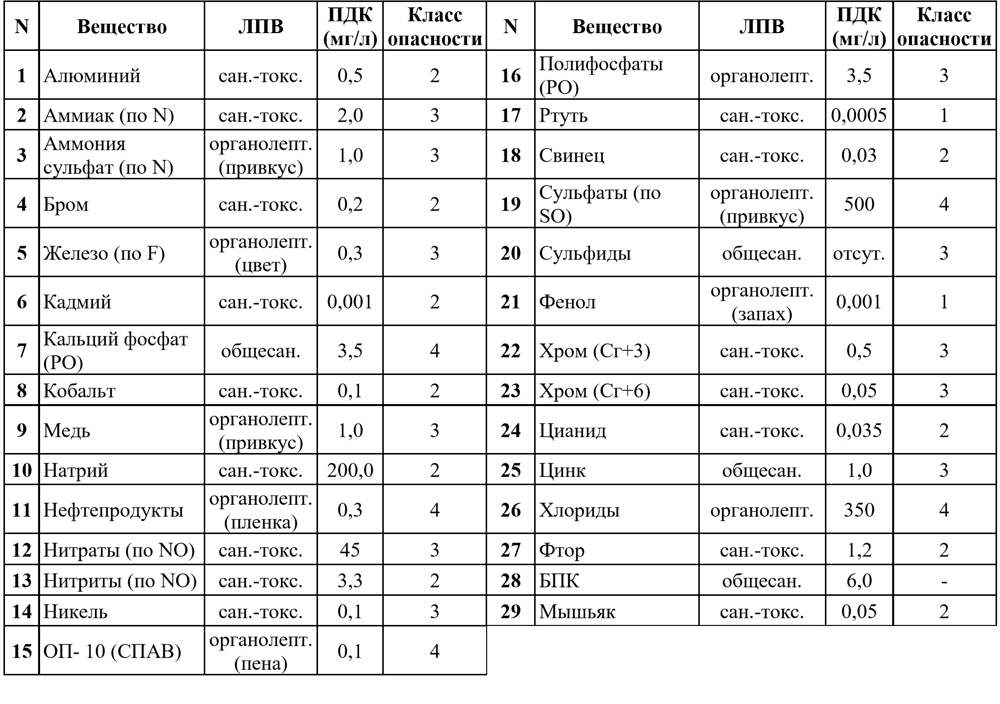 N Вещество ЛПВ ПДК (мг/л) Класс опасности N Вещество ЛПВ ПДК (мг/л) Класс опасности
1 Алюминий сан.-токс. 0,5 2 16 Полифосфаты (РО) органолепт. 3,5 3
2 Аммиак (по N) сан.-токс. 2,0 3 17 Ртуть сан.-токс. 0,0005 1
3 Аммония сульфат (по N) органолепт. (привкус) 1,0 3 18 Свинец сан.-токс. 0,03 2
4 Бром сан.-токс. 0,2 2 19 Сульфаты (по SO) органолепт. (привкус) 500 4
5 Железо (по F) органолепт. (цвет) 0,3 3 20 Сульфиды общесан. отсут. 3
6 Кадмий сан.-токс. 0,001 2 21 Фенол органолепт. (запах) 0,001 1
7 Кальций фосфат (РО) общесан. 3,5 4 22 Хром (Сг+3) сан.-токс. 0,5 3
8 Кобальт сан.-токс. 0,1 2 23 Хром (Сг+6) сан.-токс. 0,05 3
9 Медь органолепт. (привкус) 1,0 3 24 Цианид сан.-токс. 0,035 2
10 Натрий сан.-токс. 200,0 2 25 Цинк общесан. 1,0 3
11 Нефтепродукты органолепт. (пленка) 0,3 4 26 Хлориды органолепт. 350 4
12 Нитраты (по NO) сан.-токс. 45 3 27 Фтор сан.-токс. 1,2 2
13 Нитриты (по NO) сан.-токс. 3,3 2 28 БПК общесан. 6,0 -
14 Никель сан.-токс. 0,1 3 29 Мышьяк сан.-токс. 0,05 2
15 ОП- 10 (СПАВ) органолепт. (пена) 0,1 4